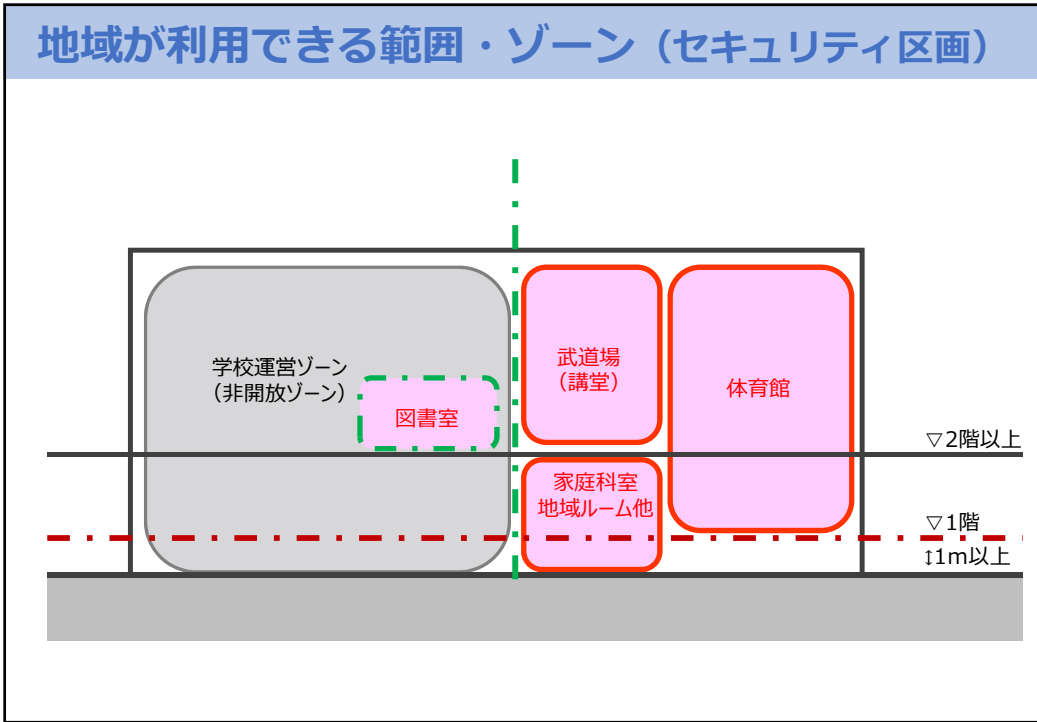 地域が利用できる範囲・ゾーン（セキュリティ区画）
学校運営ゾーン
（非開放ゾーン）
図書室
武道場
（講堂）
体育館
▽2階以上
家庭科室
地域ルーム他
▽1階
↕1m以上